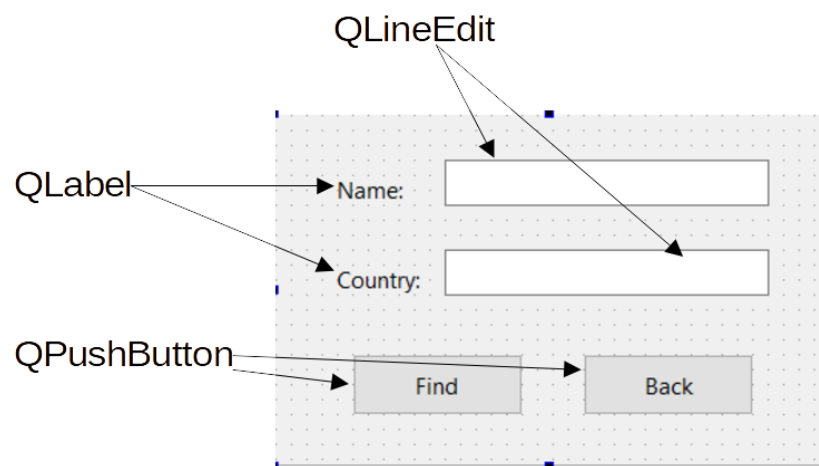 QLineEdit
QLabel
Name:
Country:
QPushButton
Find
Back